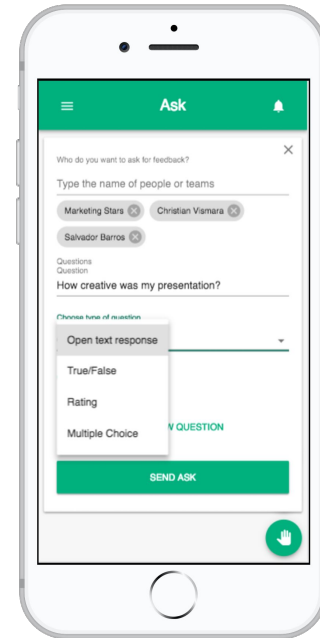 Ask
Who do you want to ask for feedback?
Type the name of people or teams
Marketing Stars
Christian Vismara
Salvador Barros
Questions
Question
How creative was my presentation?
Choose type of question
Open text response
True/False
Rating
Multiple Choice
QUESTION
SEND ASK